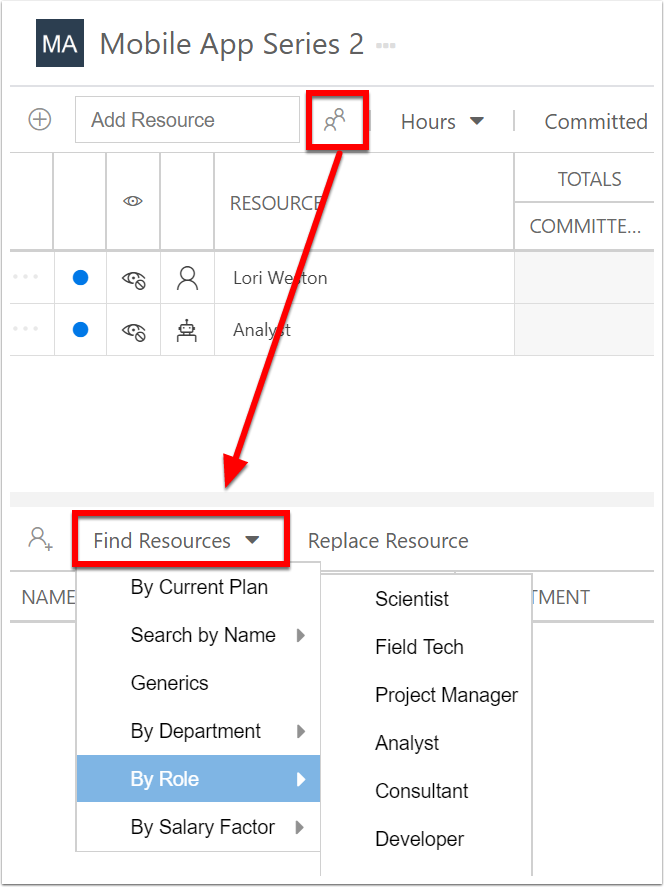 MA Mobile App Series 2
Add Resource Hours Committed
TOTALS
RESOURCE
COMMITTE...
Lori Weston
Analyst
Find Resources Replace Resource
NAME TMENT
By Current Plan
Search by Name
Generics
By Department
By Role
By Salary Factor
Scientist
Field Tech
Project Manager
Analyst
Consultant
Developer